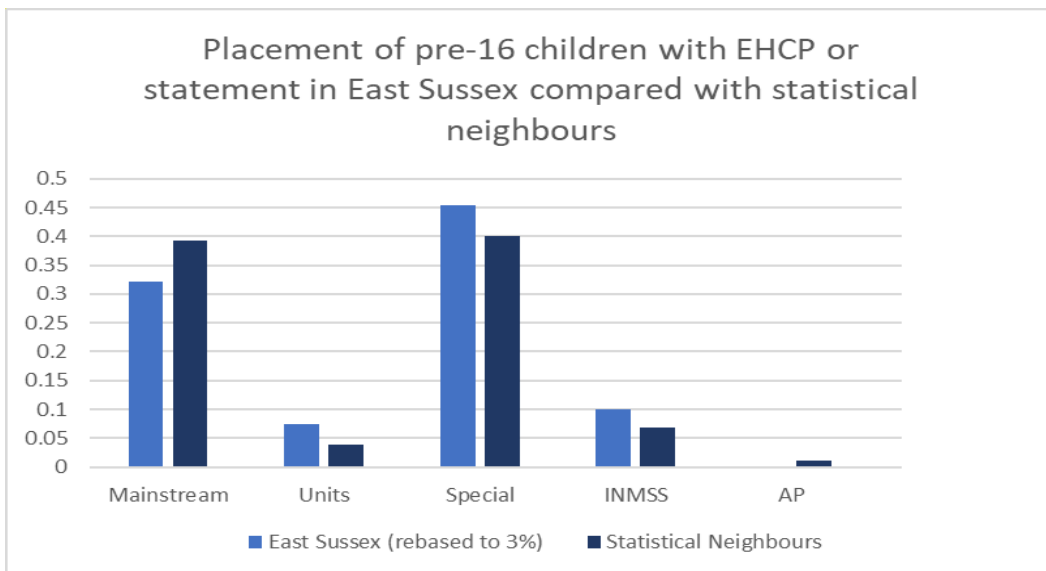 Placement of pre-16 children with EHCP or
statement in East Sussex compared with statistical
neighbours
0.5
0.45
0.4
0.35
0.3
0.25
0.2
0.15
0.1
0.05
0
Mainstream Units Special INMSS AP
East Sussex (rebased to 3%) Statistical Neighbours